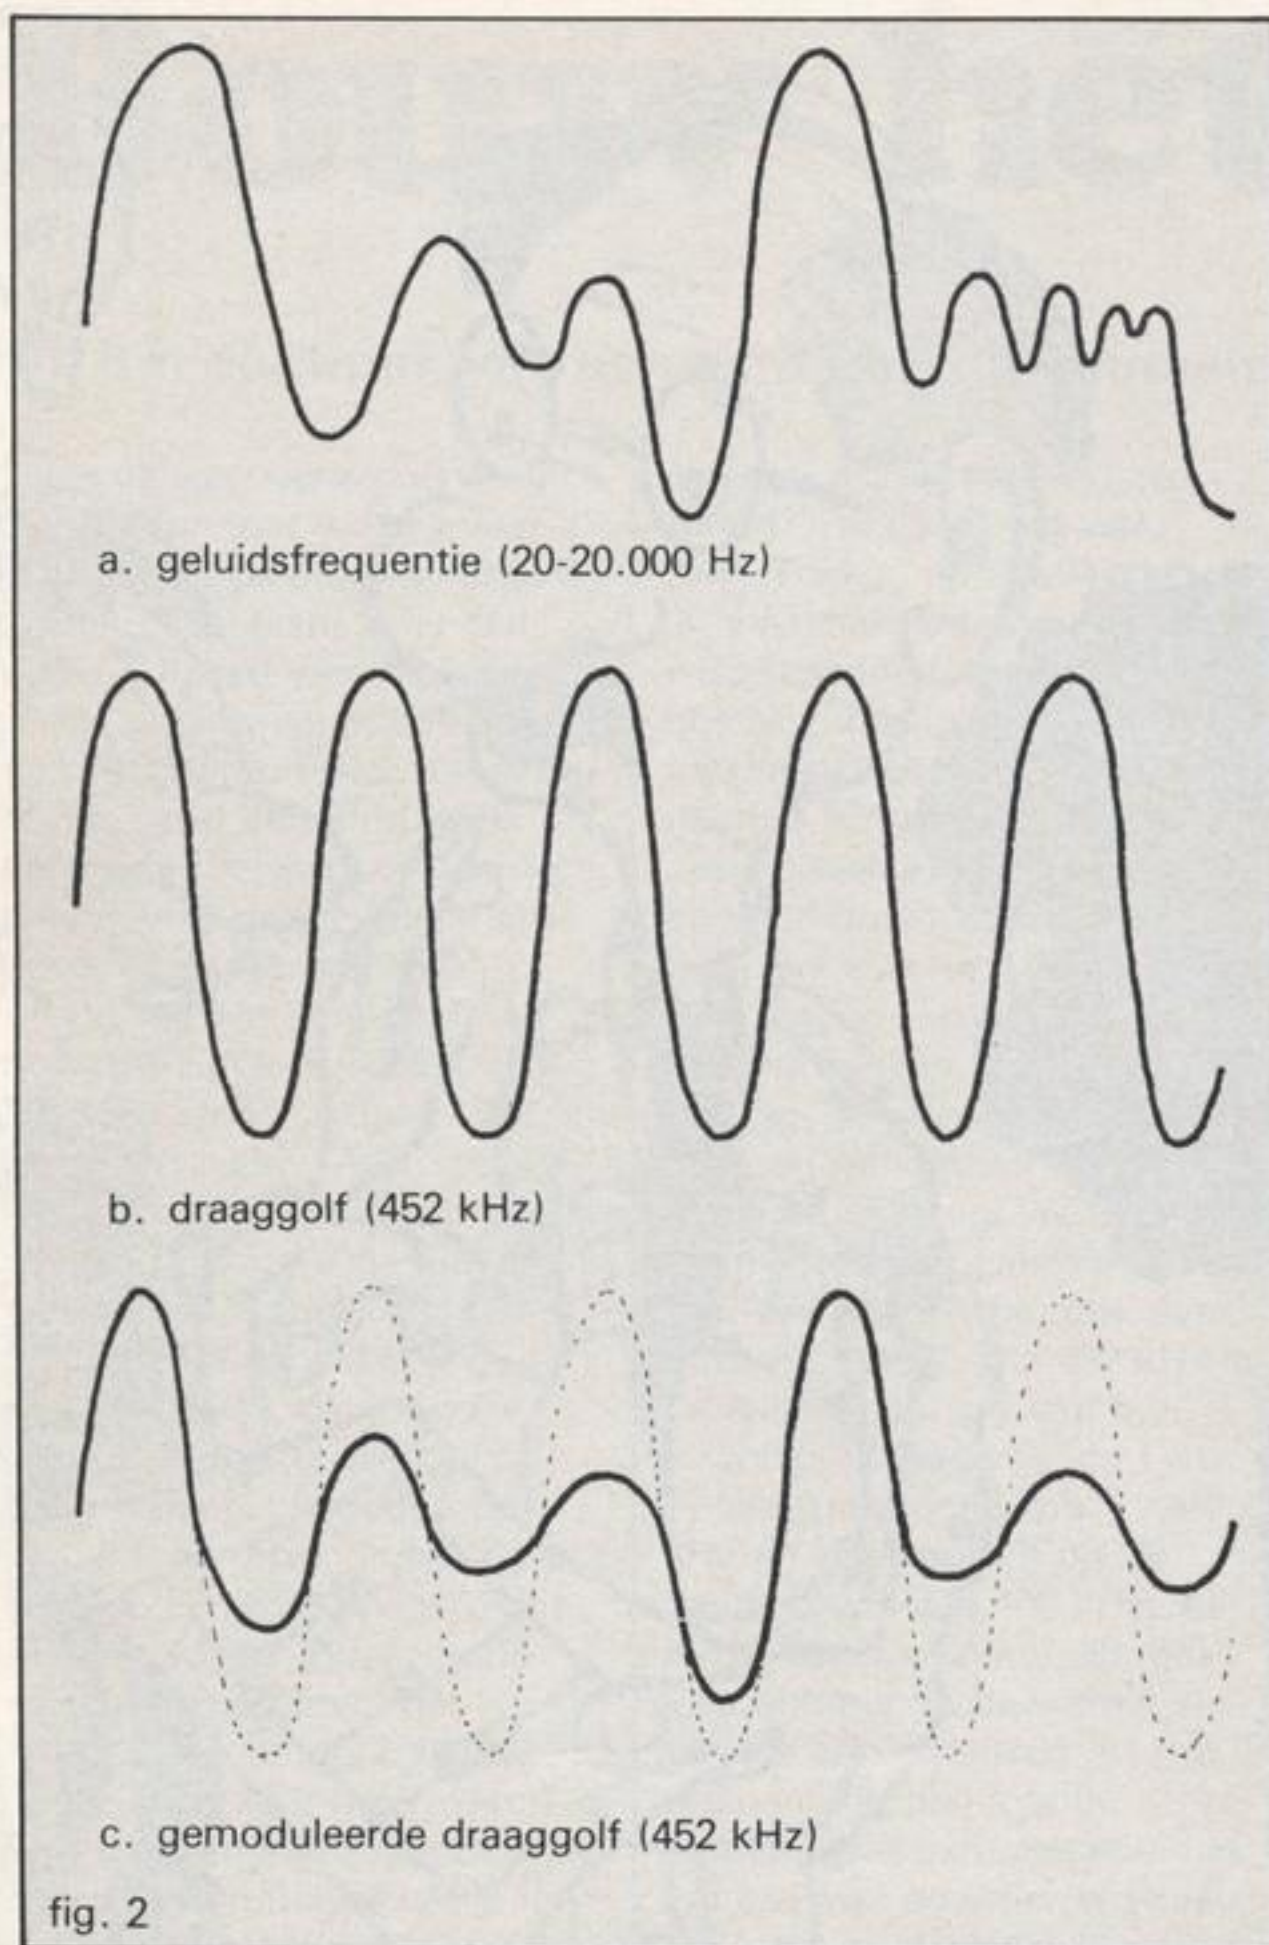 a. geluidsfrequentie (20-20.000 Hz)
b. draaggolf (452 kHz)
c. gemoduleerde draaggolf (452 kHz)
fig. 2